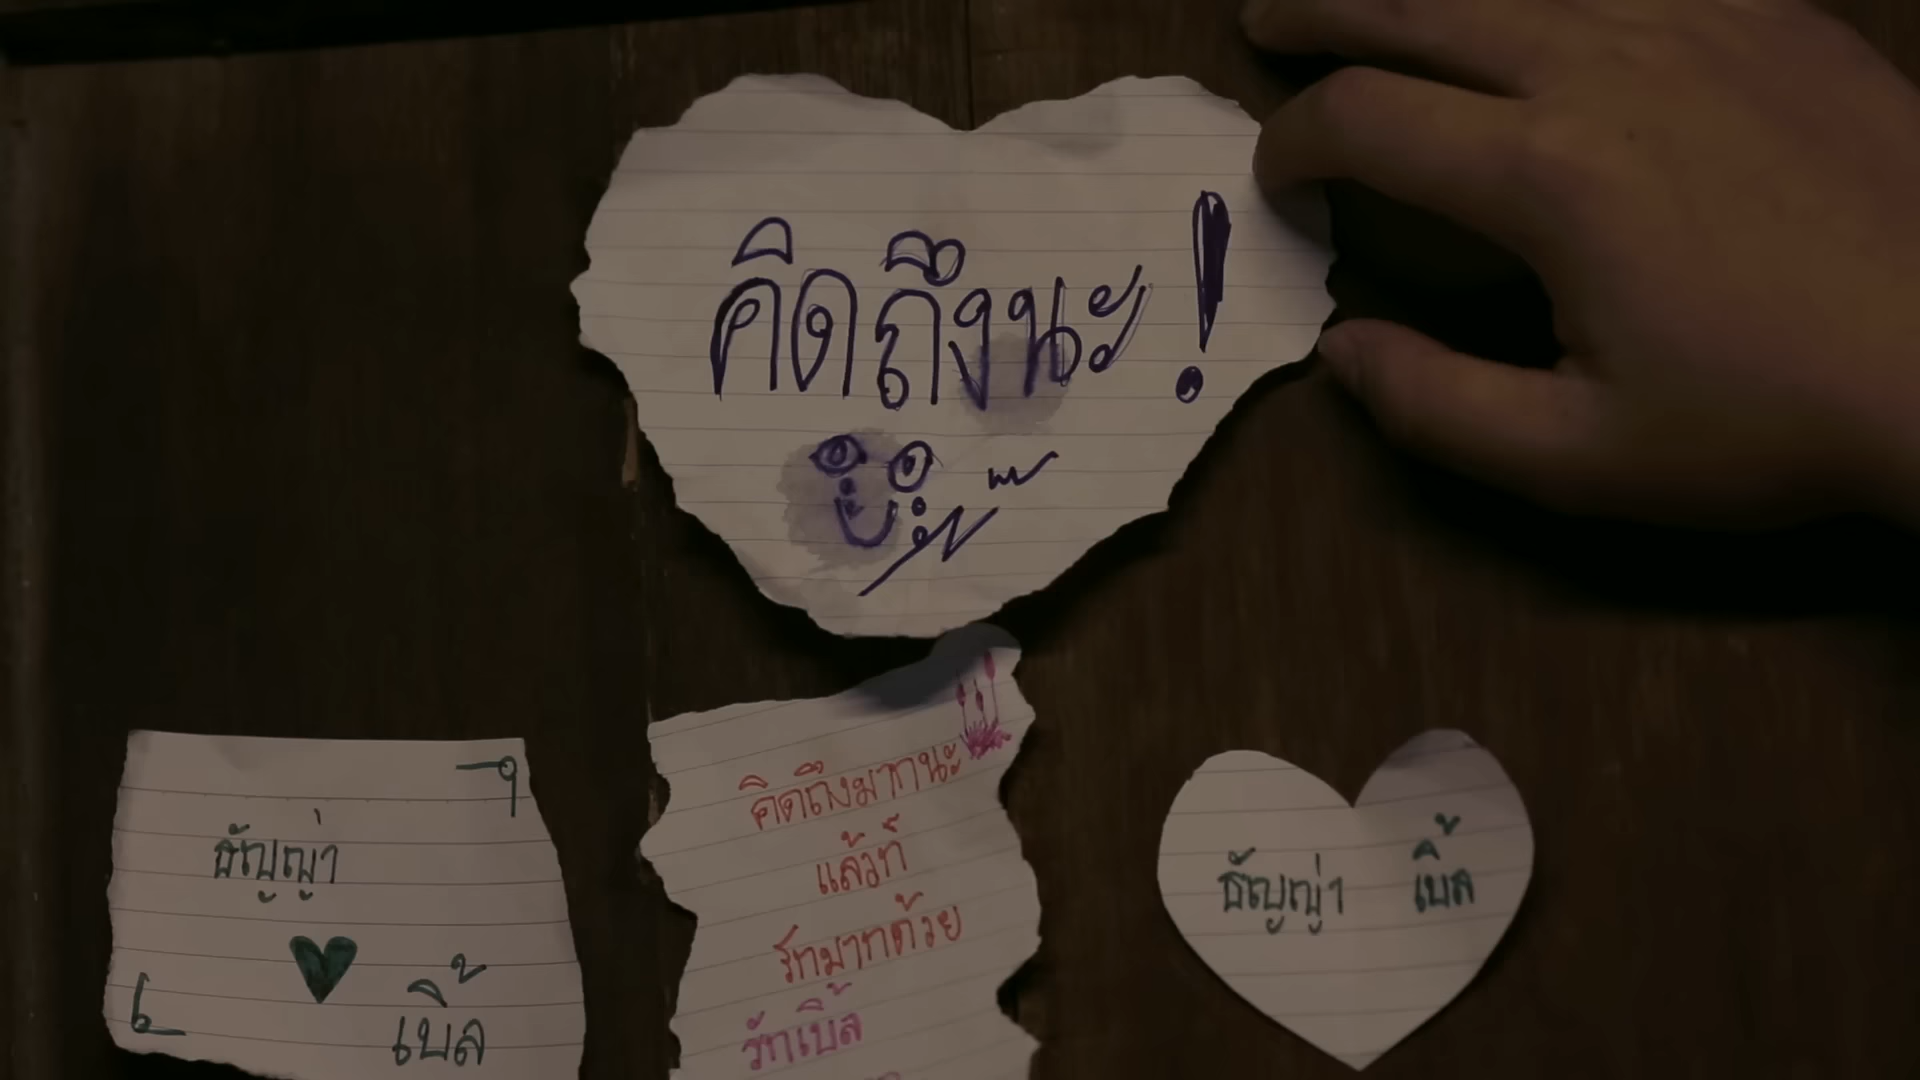 คิดถึงนะ!
คิดถึงมากนะ
แล้วก็
รักมากด้วย
รักเบิ้ล
ธัญญ่า
เบิ้ล
ธัญญ่า เบิ้ล